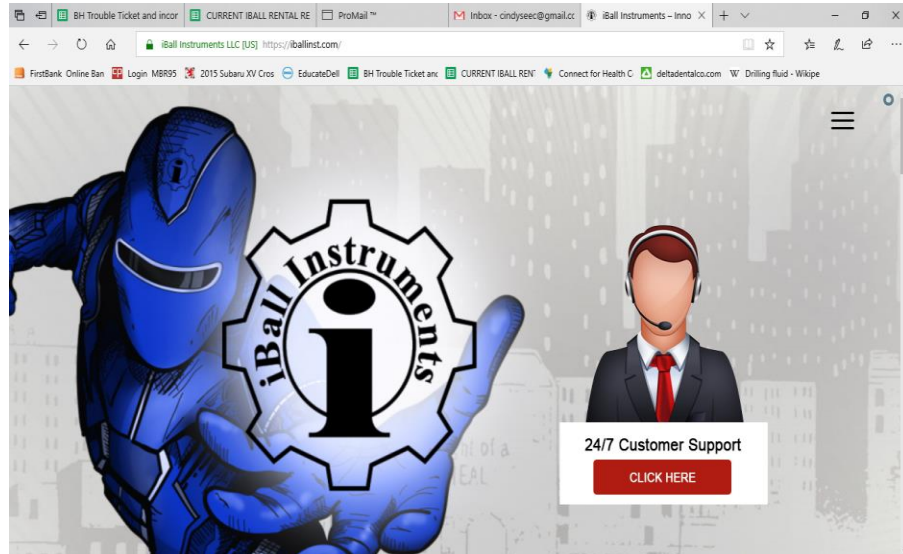 BH Trouble Ticket and incor
CURRENT IBALL RENTAL RE
ProMail ™
Inbox - cindyseec@gmail.cc
iBall Instruments – Inno
iBall Instruments LLC [US] https://iballinst.com/
FirstBank Online Ban
Login MBR95
2015 Subaru XV Cros
EducateDell
BH Trouble Ticket anc
CURRENT IBALL RENT
Connect for Health C
deltadentalco.com
W Drilling fluid - Wikipe
i
iBall Instruments
i
24/7 Customer Support
CLICK HERE